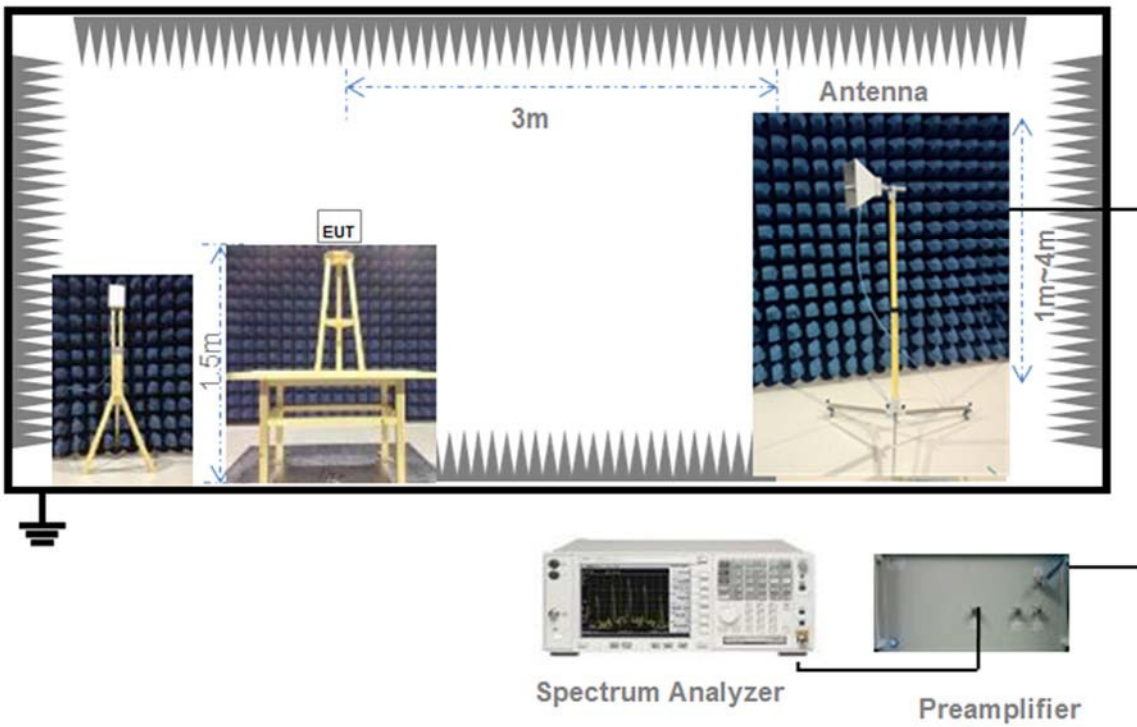 Antenna
3m
EUT
1.5m
1m~4m
Spectrum Analyzer
Preamplifier